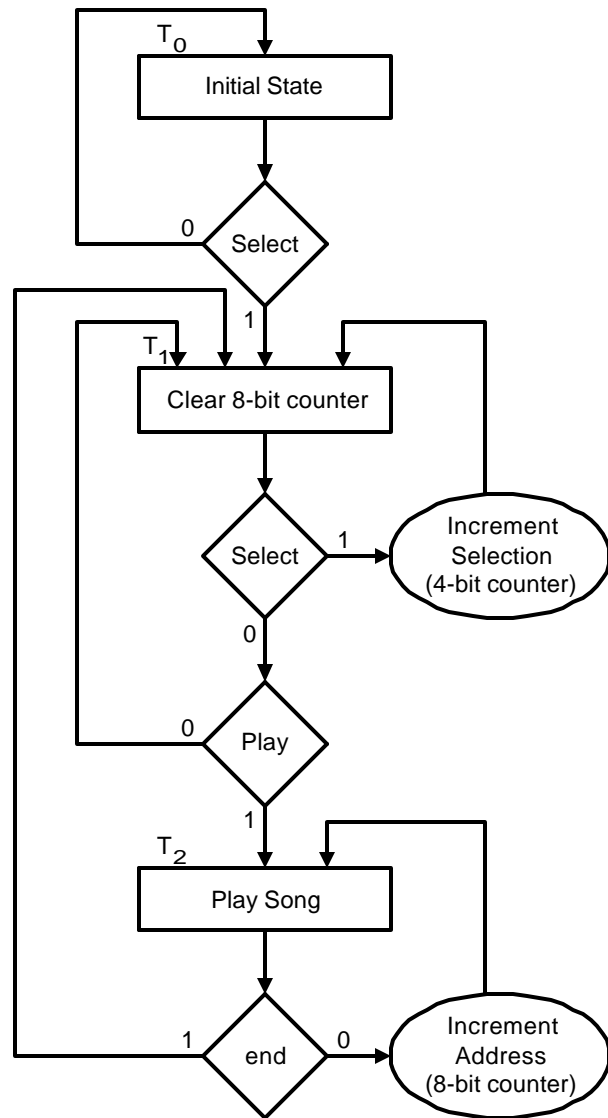 T0
Initial State
0
Select
1
T1
Clear 8-bit counter
Select
1
Increment
Selection
(4-bit counter)
0
0
Play
1
T2
Play Song
1
end
0
Increment
Address
(8-bit counter)